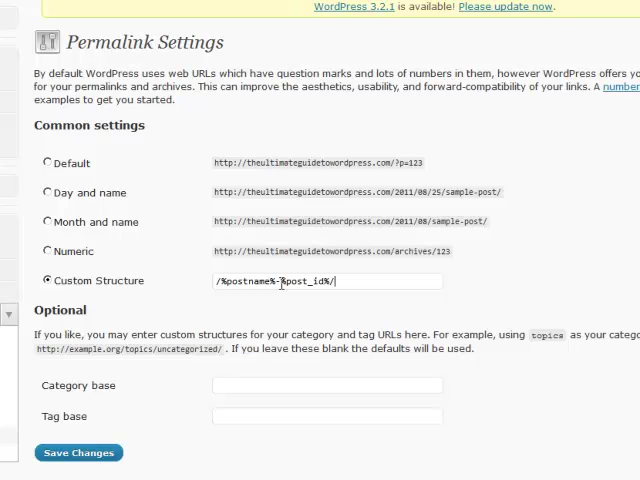 WordPress 3.2.1 is available! Please update now.
Permalink Settings
By default WordPress uses web URLs which have question marks and lots of numbers in them, however WordPress offers
for your permalinks and archives. This can improve the aesthetics, usability, and forward-compatibility of your links. A number
examples to get you started.
Common settings
Default http://theultimateguidetowordpress.com/?p=123
Day and name http://theultimateguidetowordpress.com/2011/08/25/sample-post/
Month and name http://theultimateguidetowordpress.com/2011/08/sample-post/
Numeric http://theultimateguidetowordpress.com/archives/123
Custom Structure /%postname%-%post_id%/
Optional
If you like, you may enter custom structures for your category and tag URLs here. For example, using topics as your
http://example.org/topics/uncategorized/ . If you leave these blank the defaults will be used.
Category base
Tag base
Save Changes